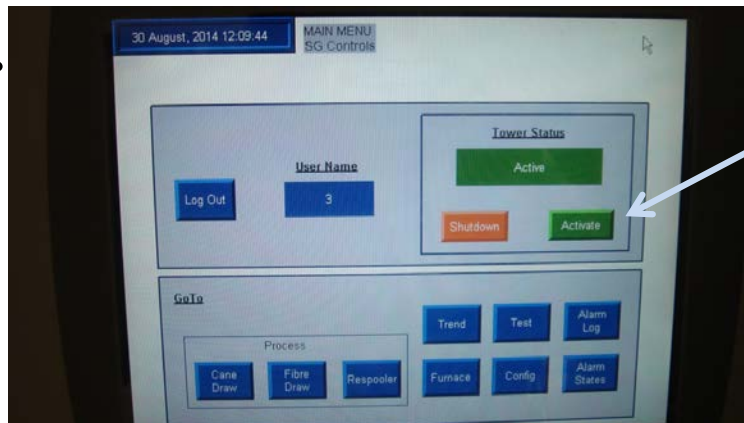 30 August, 2014 12:09:44
MAIN MENU
SG Controls
Tower Status
Active
User Name
Log Out
3
Shutdown
Activate
GoTo
Process
Cane
Draw
Fibre
Draw
Respooler
Trend
Test
Alarm
Log
Furnace
Config
Alarm
States